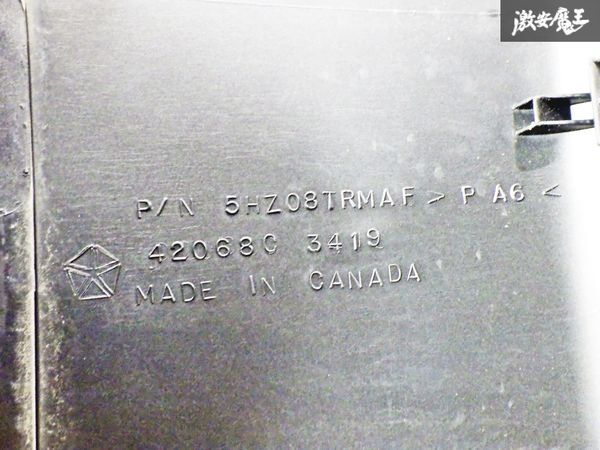 激安魔王
P/N 5HZ08TRMAF > P A6 <
42068C 3419
MADE IN CANADA